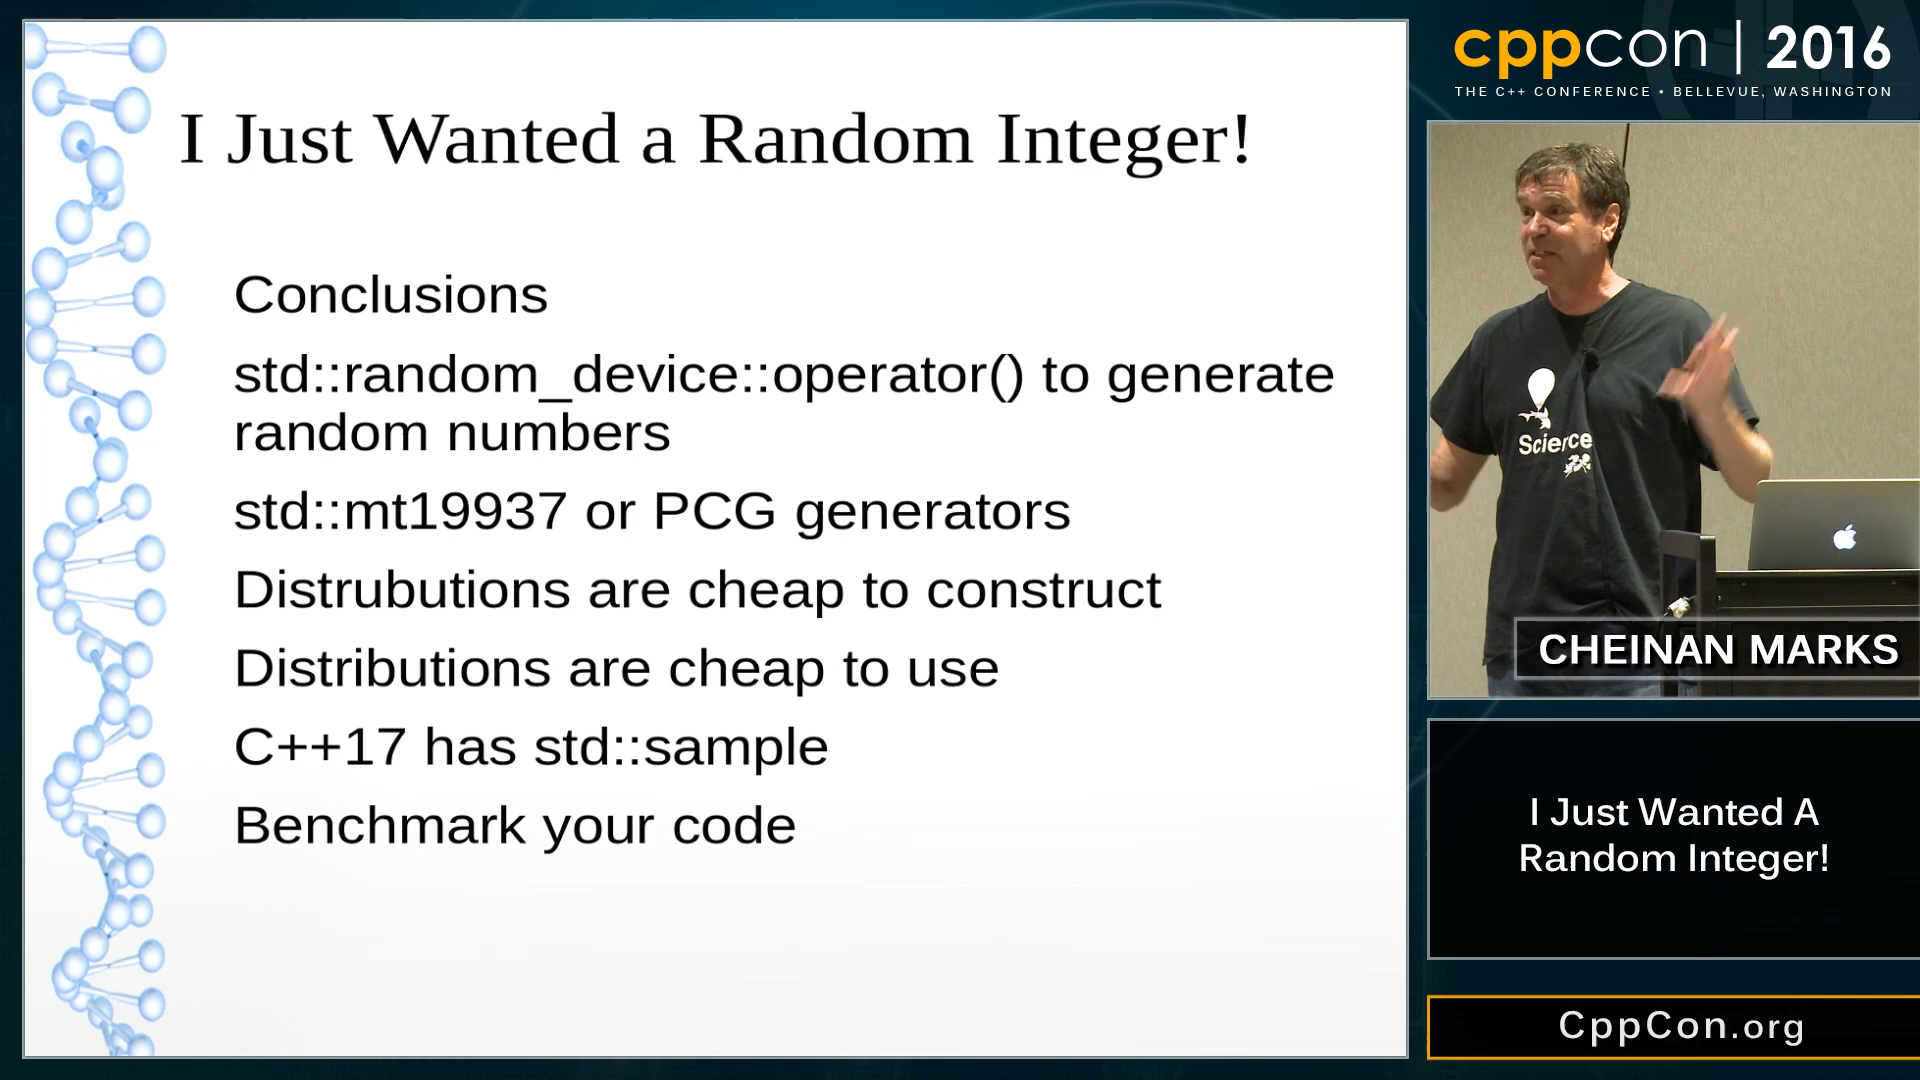 I Just Wanted a Random Integer!
Conclusions
std::random_device::operator() to generate
random numbers
std::mt19937 or PCG generators
Distrubutions are cheap to construct
Distributions are cheap to use
C++17 has std::sample
Benchmark your code
cppcon | 2016
THE C++ CONFERENCE • BELLEVUE, WASHINGTON
Science
CHEINAN MARKS
I Just Wanted A
Random Integer!
CppCon.org